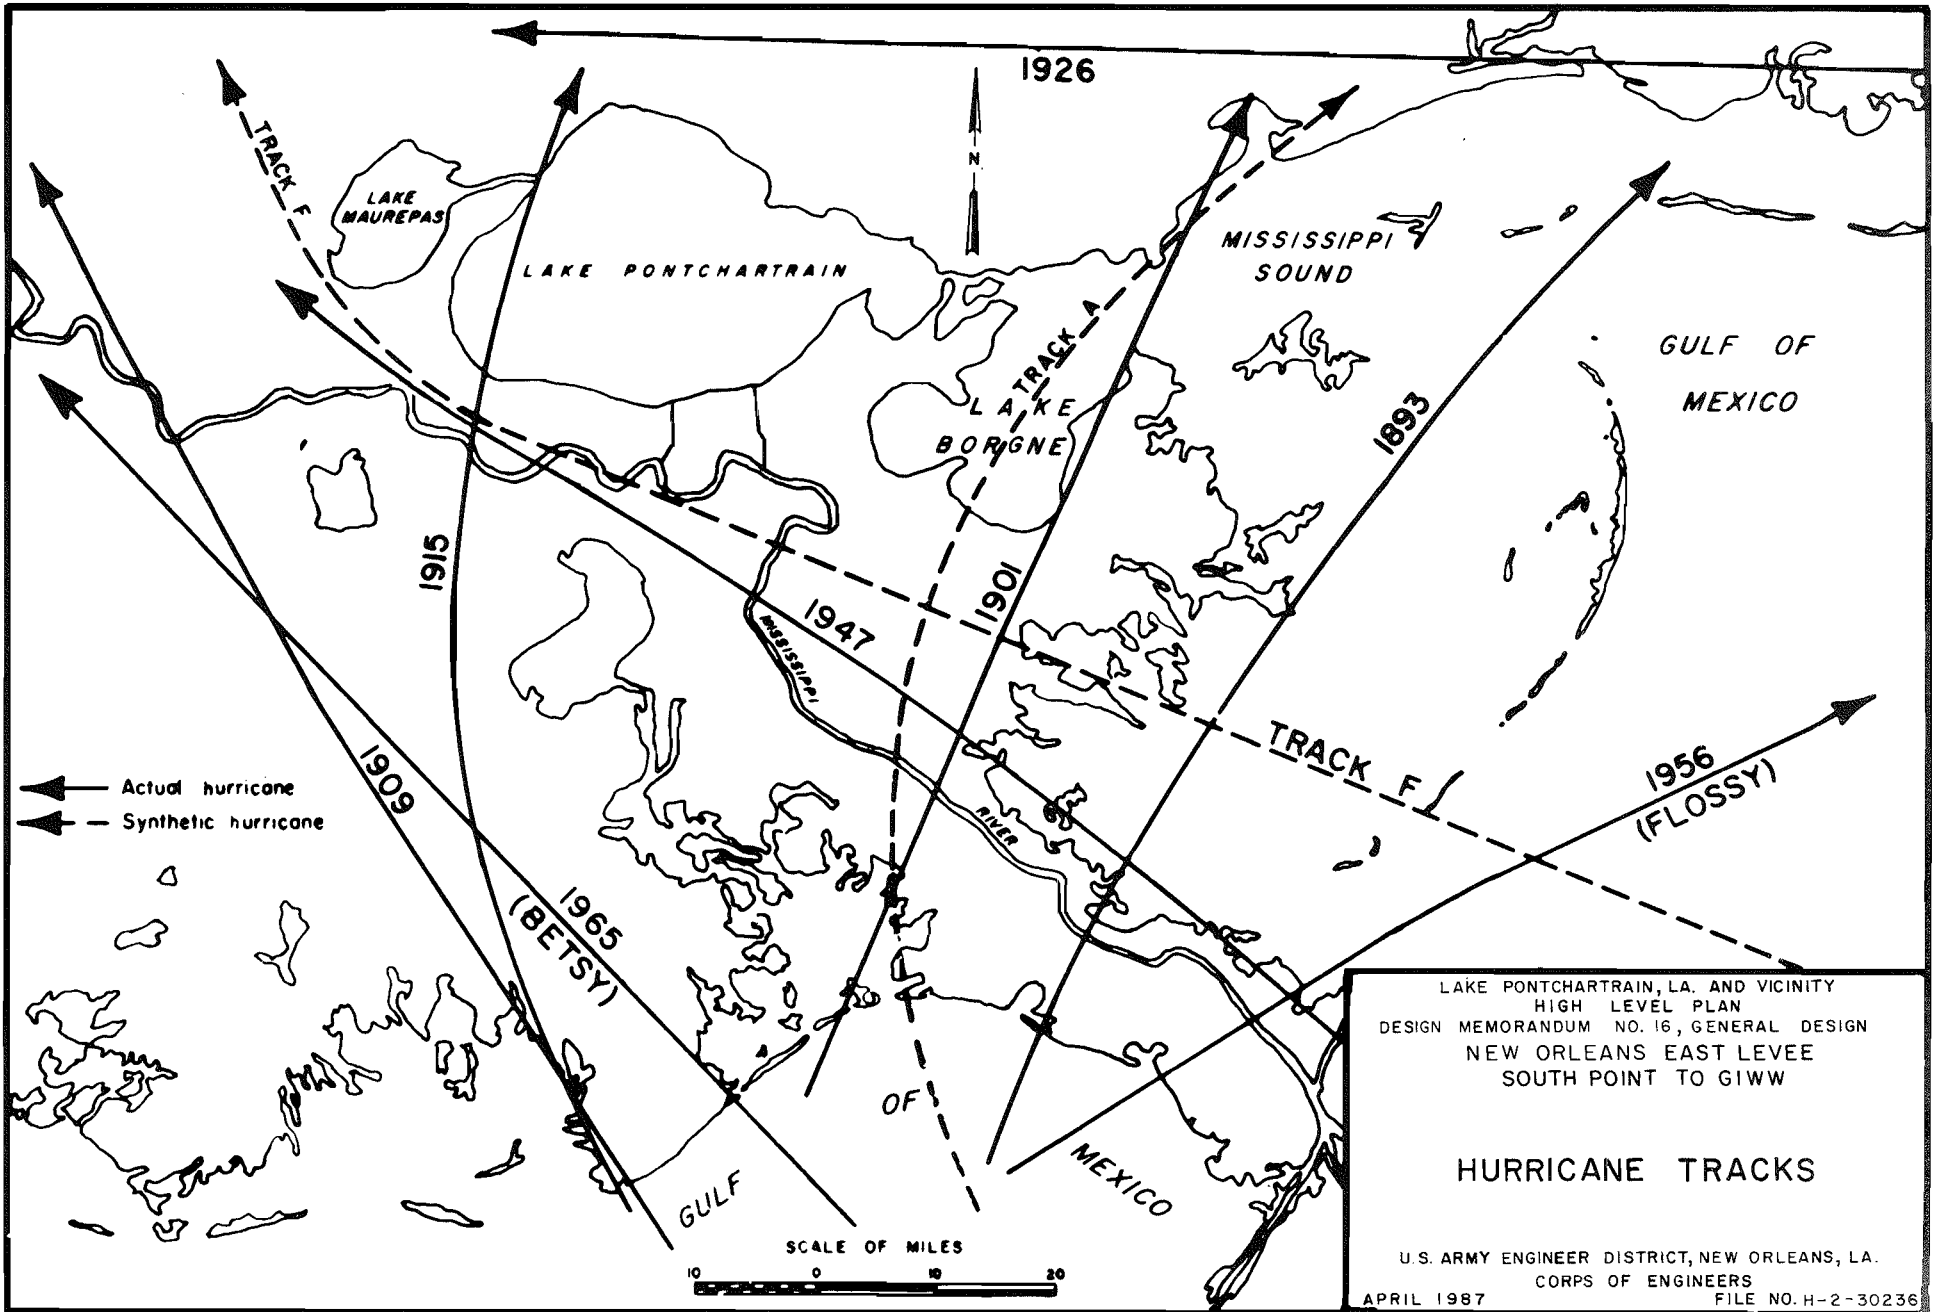 1926
N
TRACK F
LAKE
MAUREPAS
LAKE PONTCHARTRAIN
MISSISSIPPI
SOUND
TRACK A
GULF OF
MEXICO
LAKE
BORGNE
1893
1915
1901
1947
MISSISSIPPI
TRACK F
1956
(FLOSSY)
1909
Actual hurricane
Synthetic hurricane
RIVER
1965
(BETSY)
OF
GULF
MEXICO
SCALE OF MILES
10 0 10 20
LAKE PONTCHARTRAIN, LA. AND VICINITY
HIGH LEVEL PLAN
DESIGN MEMORANDUM NO. 16, GENERAL DESIGN
NEW ORLEANS EAST LEVEE
SOUTH POINT TO GIWW
HURRICANE TRACKS
U.S. ARMY ENGINEER DISTRICT, NEW ORLEANS, LA.
CORPS OF ENGINEERS
APRIL 1987 FILE NO. H-2-30236